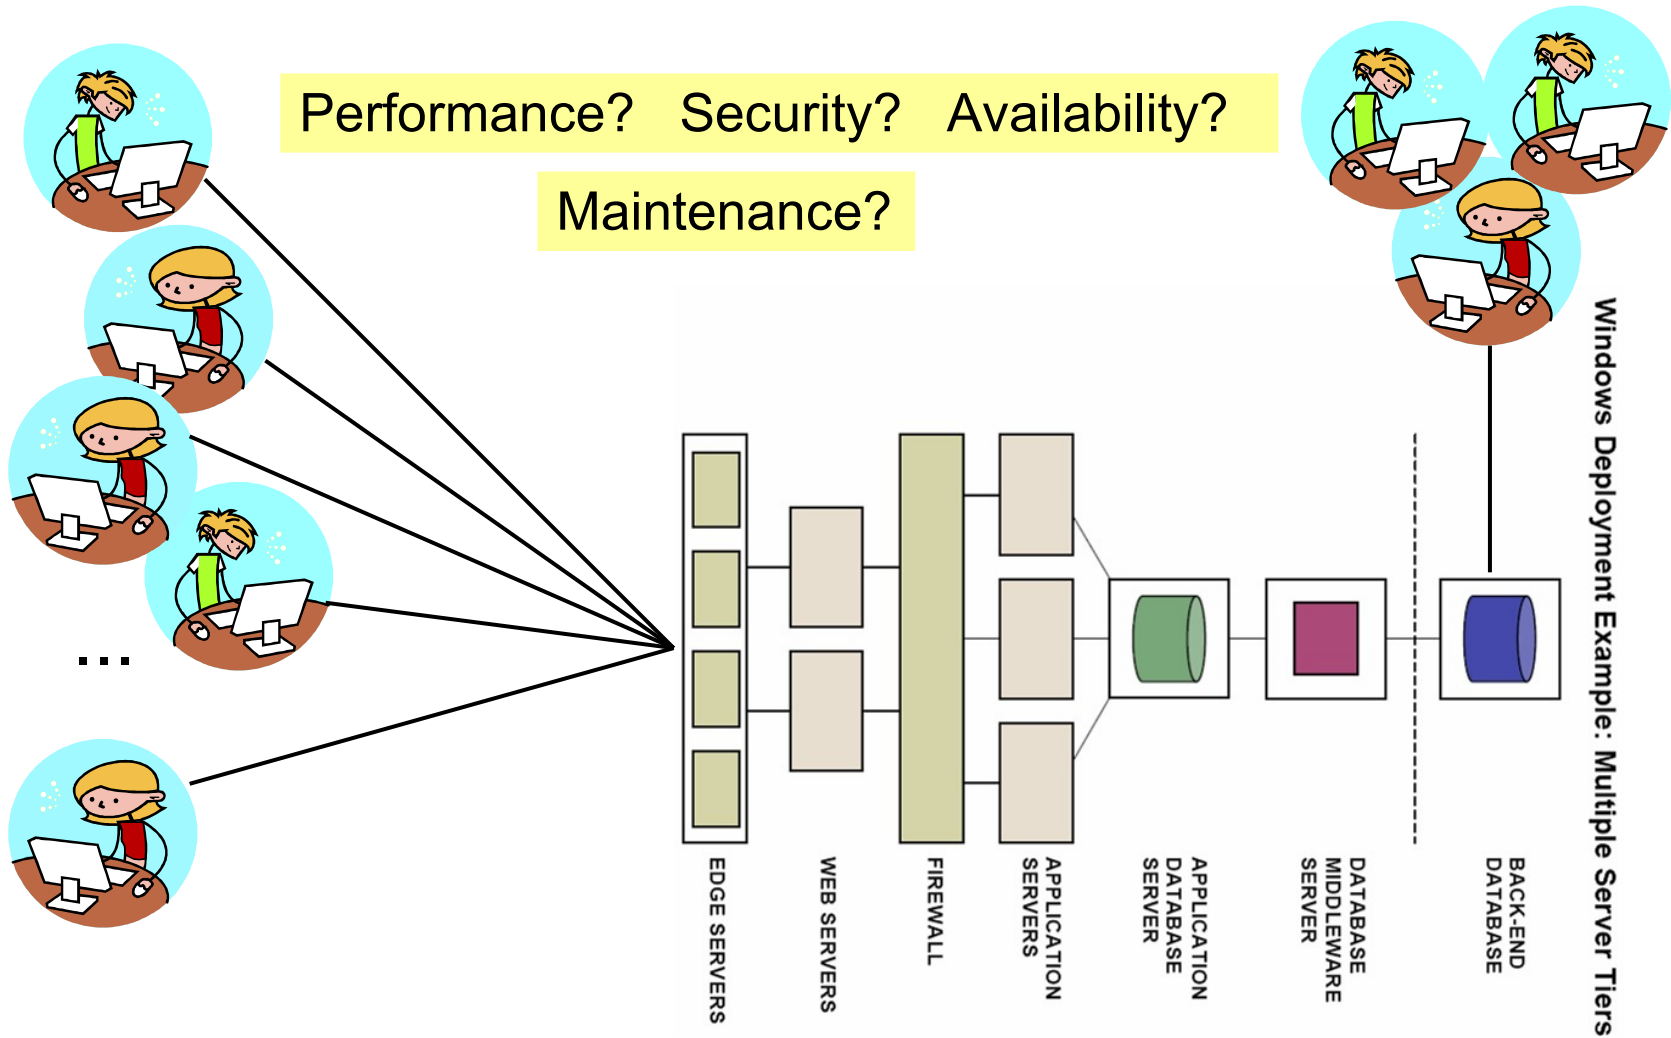 Performance? Security? Availability?
Maintenance?
Windows Deployment Example: Multiple Server Tiers
...
EDGE SERVERS
WEB SERVERS
FIREWALL
APPLICATION
SERVERS
APPLICATION
DATABASE
SERVER
DATABASE
MIDDLEWARE
SERVER
BACK-END
DATABASE